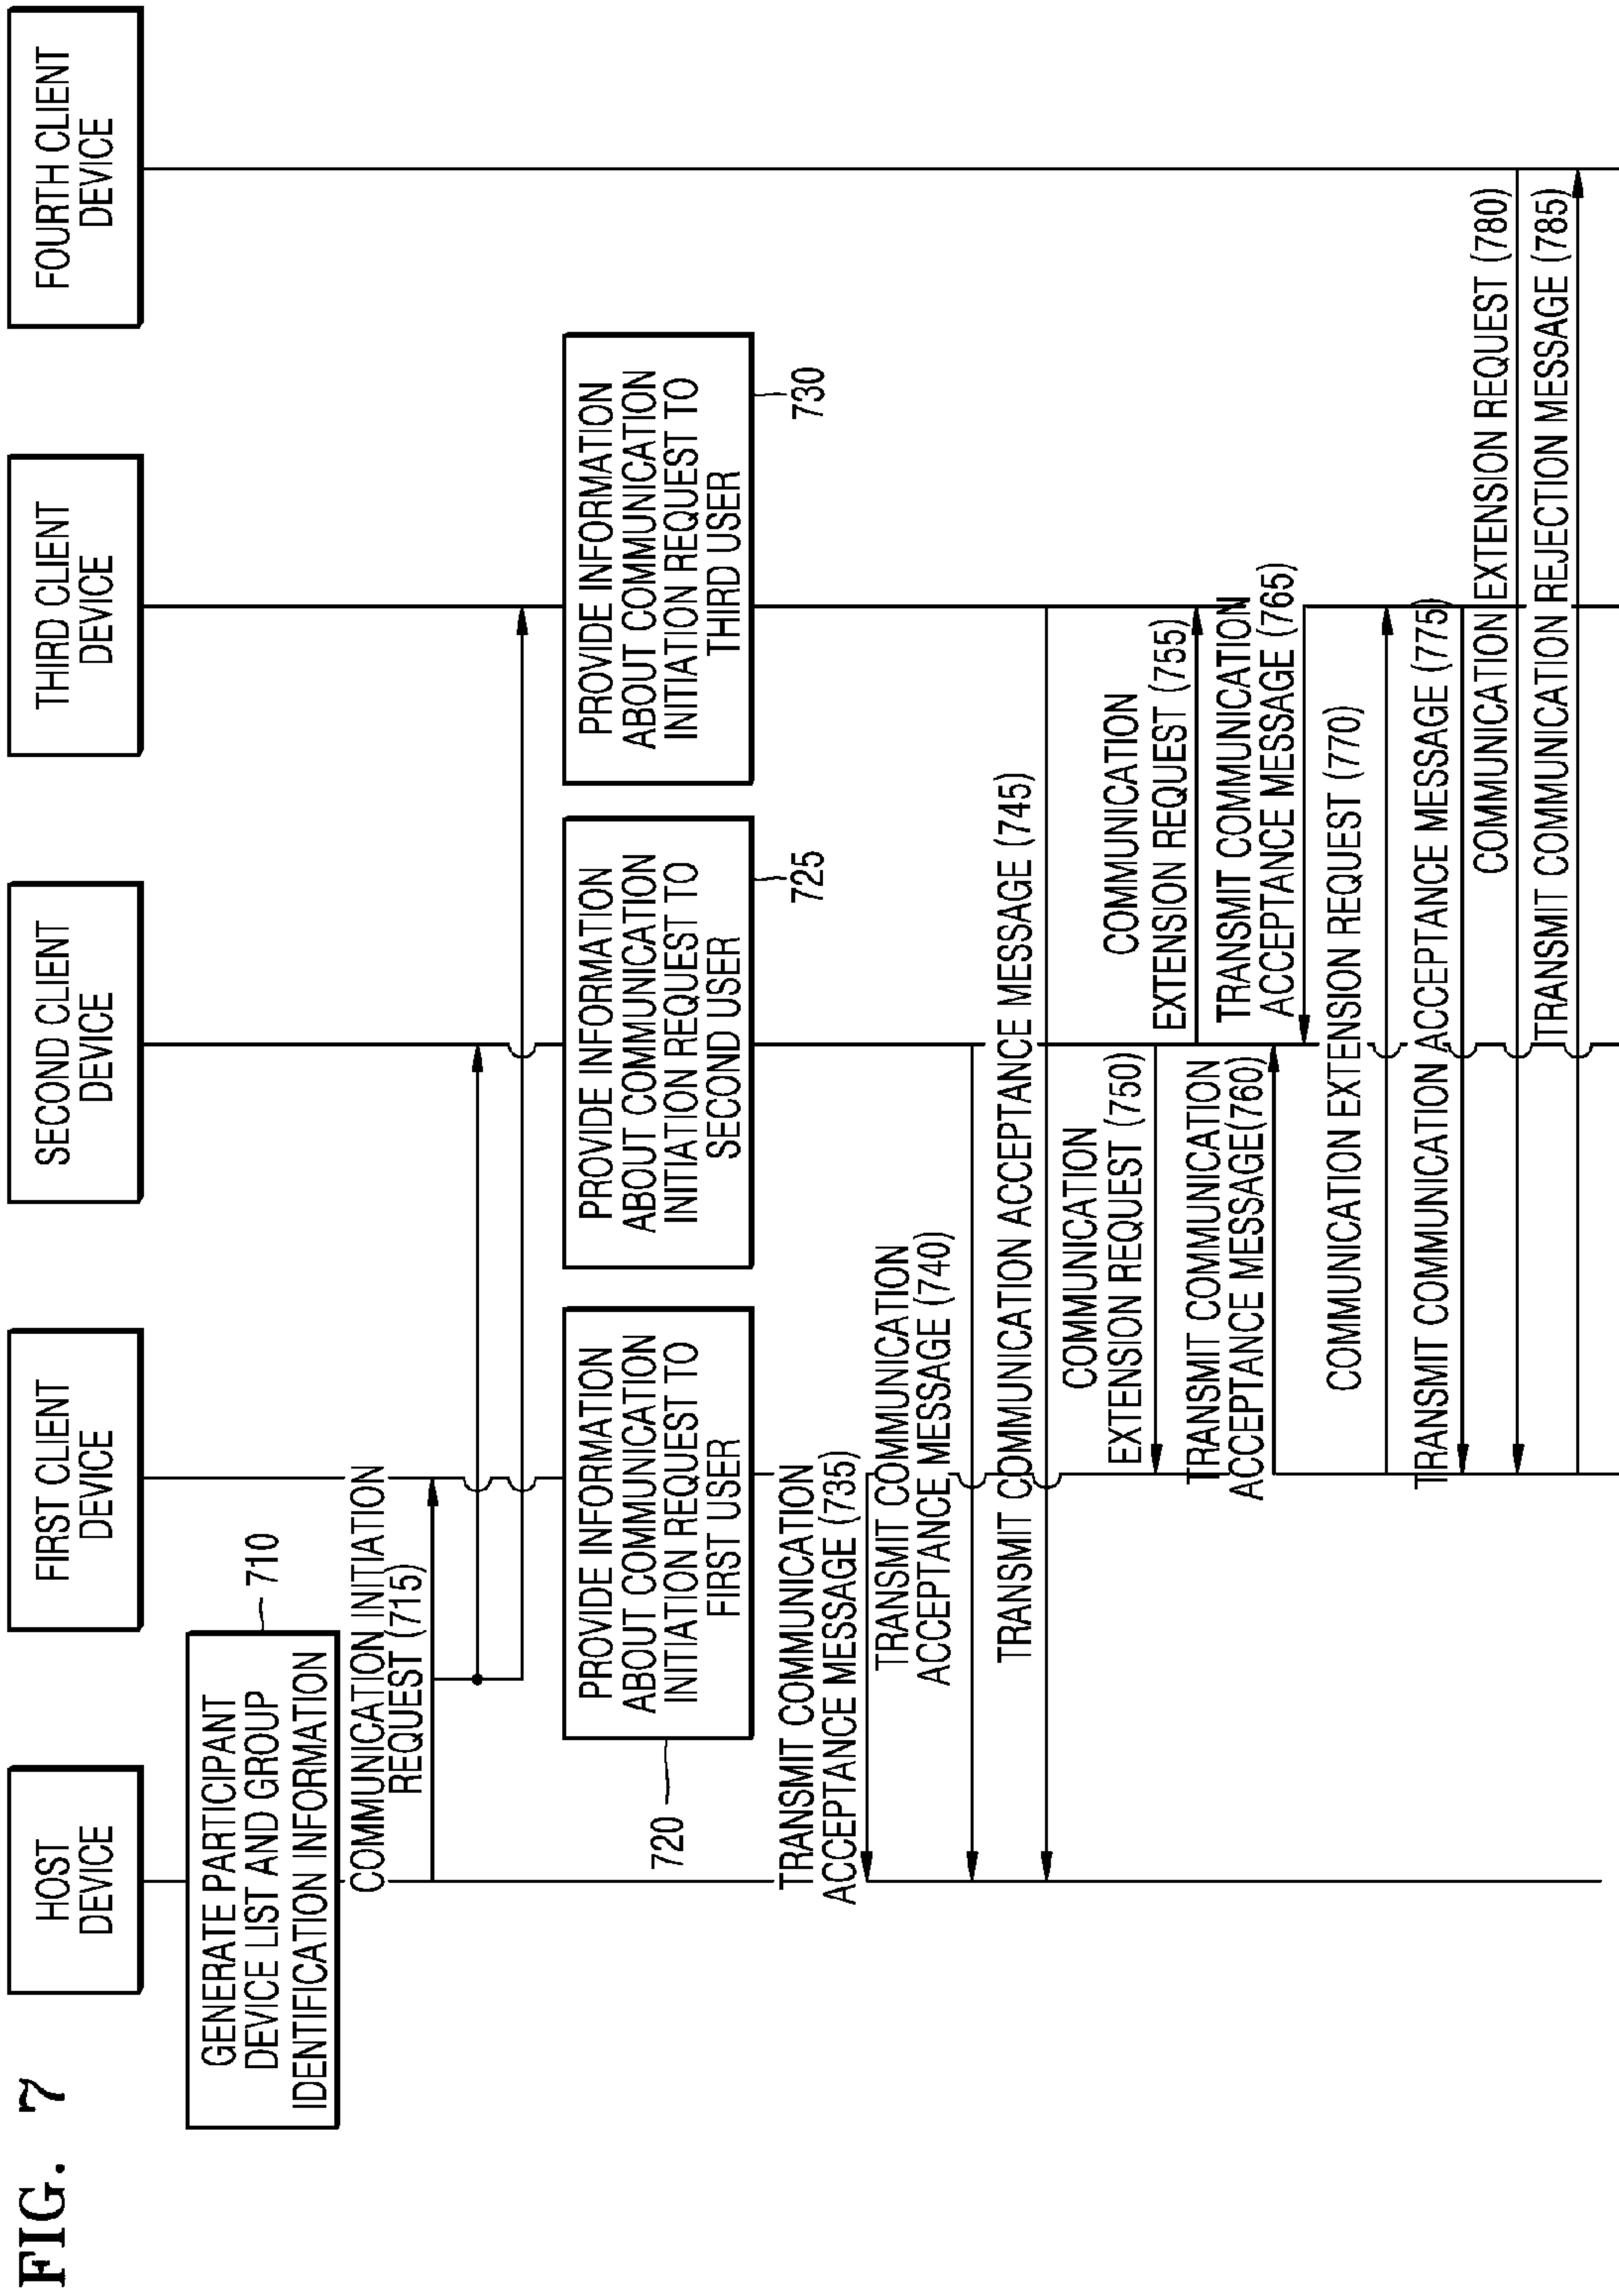 FIG. 7
HOST
DEVICE
FIRST CLIENT
DEVICE
SECOND CLIENT
DEVICE
THIRD CLIENT
DEVICE
FOURTH CLIENT
DEVICE
GENERATE PARTICIPANT
DEVICE LIST AND GROUP
IDENTIFICATION INFORMATION
710
COMMUNICATION INITIATION
REQUEST (715)
PROVIDE INFORMATION
ABOUT COMMUNICATION
INITIATION REQUEST TO
FIRST USER
720
PROVIDE INFORMATION
ABOUT COMMUNICATION
INITIATION REQUEST TO
SECOND USER
725
PROVIDE INFORMATION
ABOUT COMMUNICATION
INITIATION REQUEST TO
THIRD USER
730
TRANSMIT COMMUNICATION
ACCEPTANCE MESSAGE (735)
TRANSMIT COMMUNICATION
ACCEPTANCE MESSAGE (740)
TRANSMIT COMMUNICATION ACCEPTANCE MESSAGE (745)
COMMUNICATION
EXTENSION REQUEST (750)
COMMUNICATION
EXTENSION REQUEST (755)
TRANSMIT COMMUNICATION
ACCEPTANCE MESSAGE(760)
TRANSMIT COMMUNICATION
ACCEPTANCE MESSAGE (765)
COMMUNICATION EXTENSION REQUEST (770)
TRANSMIT COMMUNICATION ACCEPTANCE MESSAGE (775)
COMMUNICATION EXTENSION REQUEST (780)
TRANSMIT COMMUNICATION REJECTION MESSAGE (785)